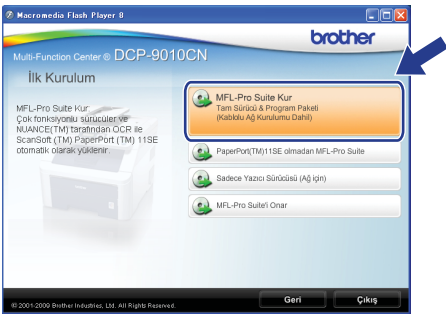 Macromedia Flash Player 8
brother
Multi-Function Center ® DCP-9010CN
İlk Kurulum
MFL-Pro Suite Kur
Çok fonksiyonlu sürücüler ve
NUANCE(TM) tarafından OCR ile
ScanSoft (TM) PaperPort (TM) 11SE
otomatik olarak yüklenir.
MFL-Pro Suite Kur
Tam Sürücü & Program Paketi
(Kablolu Ağ Kurulumu Dahil)
PaperPort(TM)11SE olmadan MFL-Pro Suite
Sadece Yazıcı Sürücüsü (Ağ için)
MFL-Pro Suite'i Onar
© 2001-2009 Brother Industries, Ltd. All Rights Reserved.
Geri
Çıkış